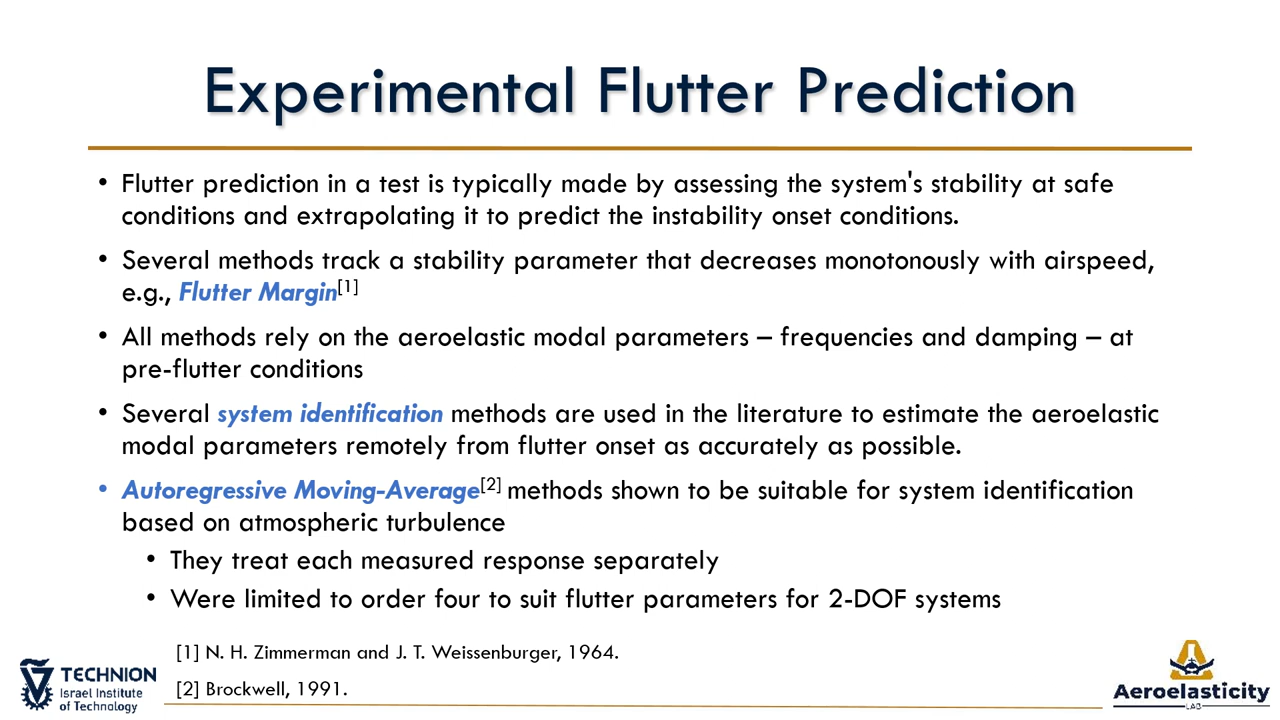 Experimental Flutter Prediction
• Flutter prediction in a test is typically made by assessing the system's stability at safe
conditions and extrapolating it to predict the instability onset conditions.
• Several methods track a stability parameter that decreases monotonously with airspeed,
e.g., Flutter Margin[1]
• All methods rely on the aeroelastic modal parameters – frequencies and damping – at
pre-flutter conditions
• Several system identification methods are used in the literature to estimate the aeroelastic
modal parameters remotely from flutter onset as accurately as possible.
• Autoregressive Moving-Average[2] methods shown to be suitable for system identification
based on atmospheric turbulence
• They treat each measured response separately
• Were limited to order four to suit flutter parameters for 2-DOF systems
[1] N. H. Zimmerman and J. T. Weissenburger, 1964.
[2] Brockwell, 1991.
TECHNION
Israel Institute
of Technology
Aeroelasticity
LAB